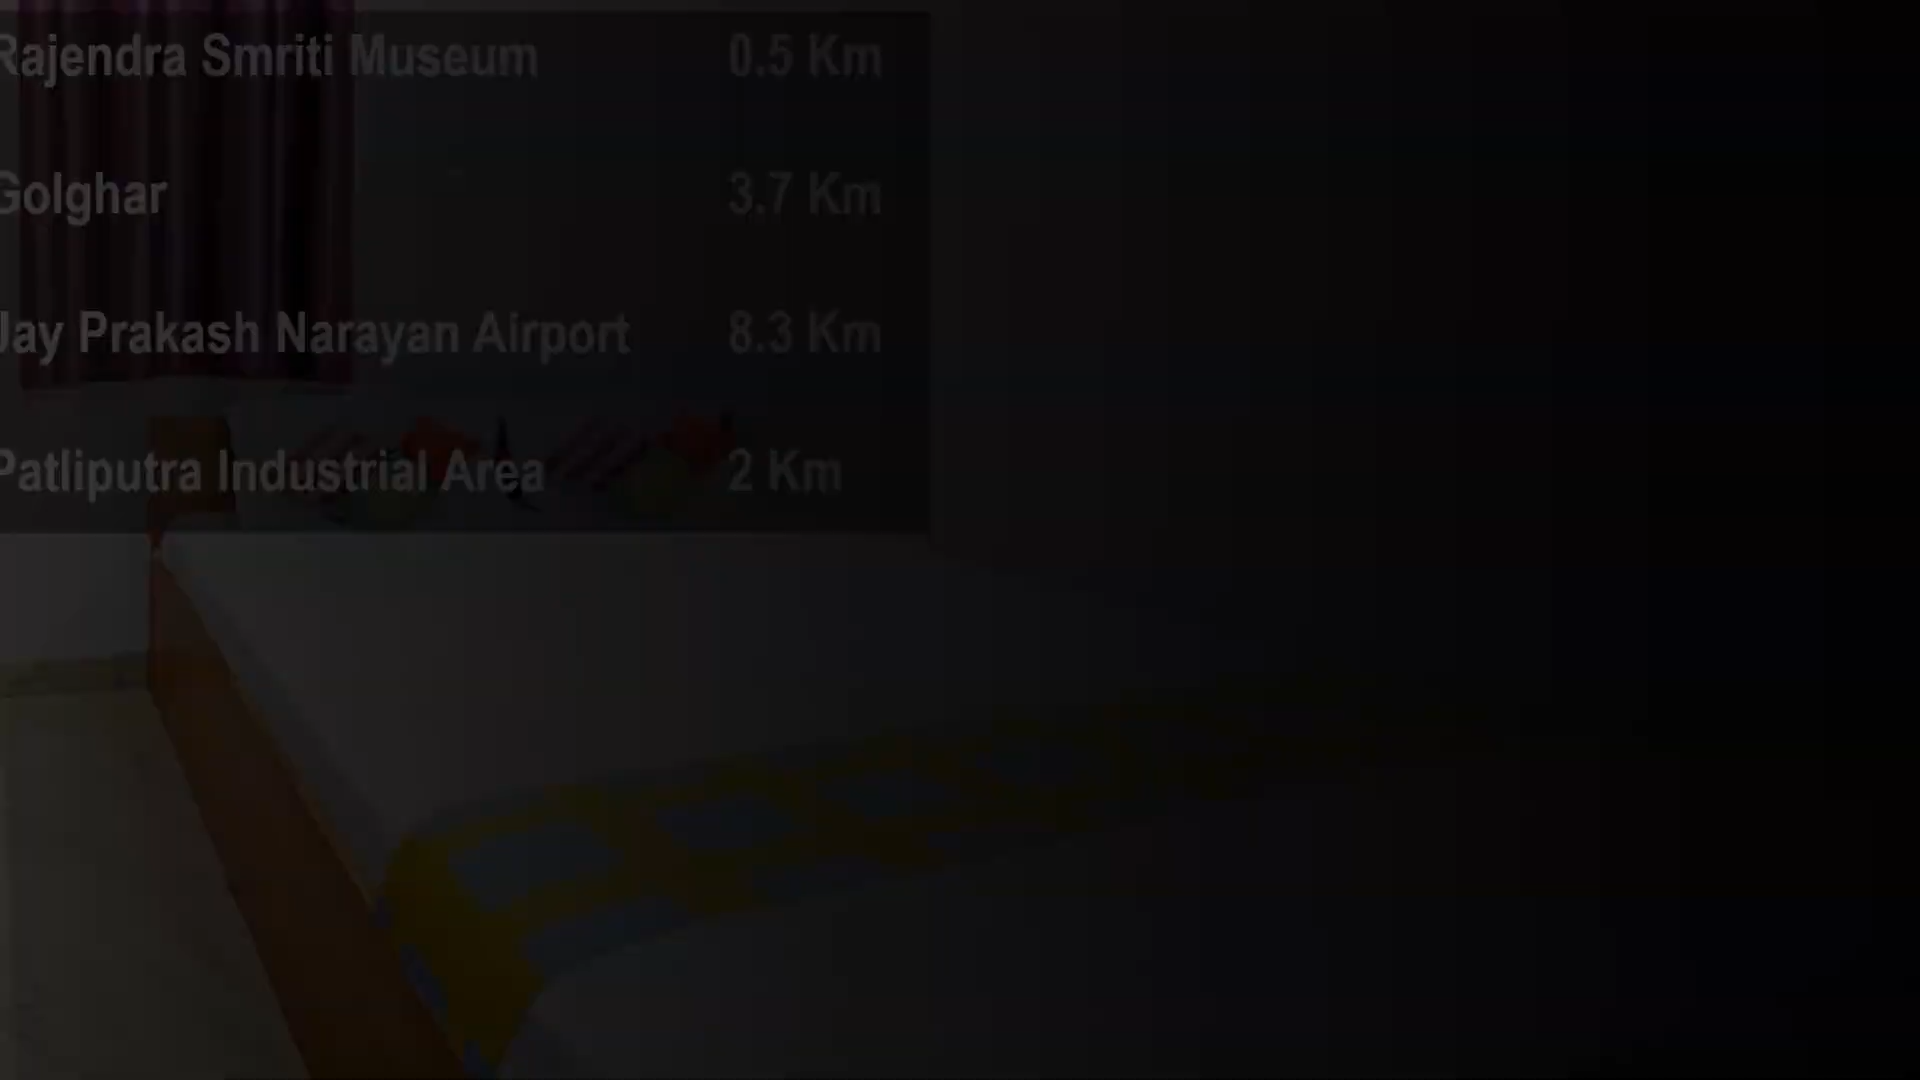 Rajendra Smriti Museum 0.5 Km
Golghar 3.7 Km
Jay Prakash Narayan Airport 8.3 Km
Patliputra Industrial Area 2 Km